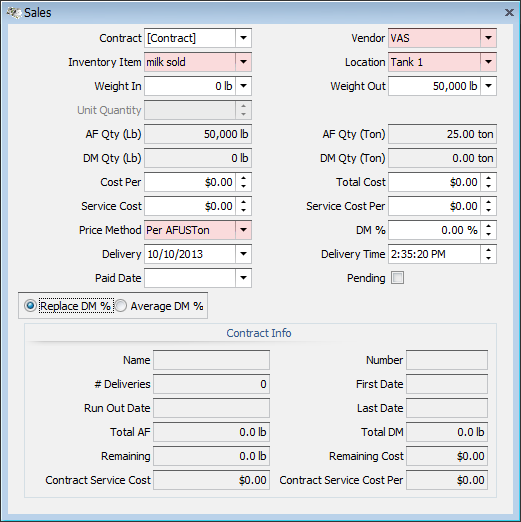 Sales
Contract [Contract] Vendor VAS
Inventory Item milk sold Location Tank 1
Weight In 0 lb Weight Out 50,000 lb
Unit Quantity
AF Qty (Lb) 50,000 lb AF Qty (Ton) 25.00 ton
DM Qty (Lb) 0 lb DM Qty (Ton) 0.00 ton
Cost Per $0.00 Total Cost $0.00
Service Cost $0.00 Service Cost Per $0.00
Price Method Per AFUSTon DM % 0.00 %
Delivery 10/10/2013 Delivery Time 2:35:20 PM
Paid Date Pending
Replace DM % Average DM %
Contract Info
Name Number
# Deliveries 0 First Date
Run Out Date Last Date
Total AF 0.0 lb Total DM 0.0 lb
Remaining 0.0 lb Remaining Cost $0.00
Contract Service Cost $0.00 Contract Service Cost Per $0.00